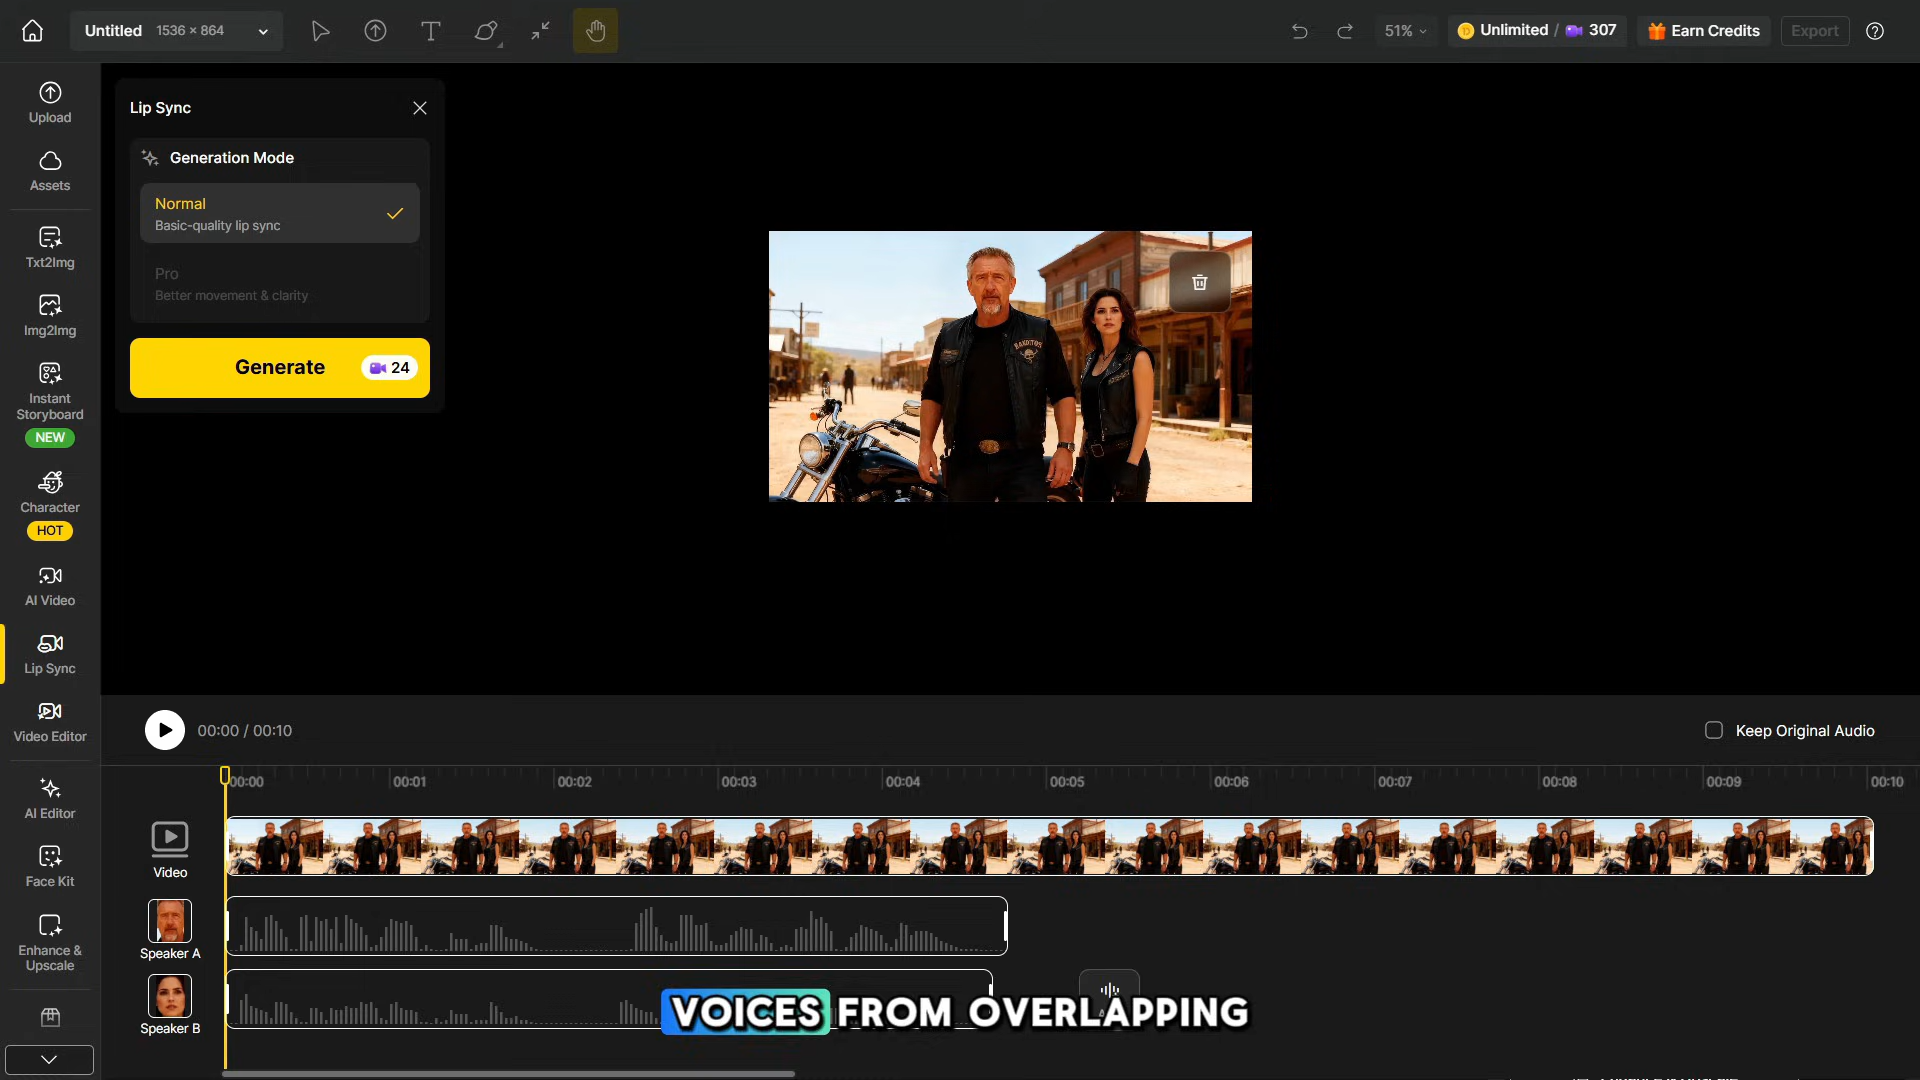 Untitled 1536 × 864
51%
Unlimited / 307
Earn Credits
Export
Upload
Assets
Txt2Img
Img2Img
Instant
Storyboard
NEW
Character
HOT
AI Video
Lip Sync
Video Editor
AI Editor
Face Kit
Enhance &
Upscale
Lip Sync
Generation Mode
Normal
Basic-quality lip sync
Pro
Better movement & clarity
Generate 24
BANDITOS
00:00 / 00:10
Keep Original Audio
00:00 00:01 00:02 00:03 00:04 00:05 00:06 00:07 00:08 00:09 00:10
Video
Speaker A
Speaker B
VOICES FROM OVERLAPPING